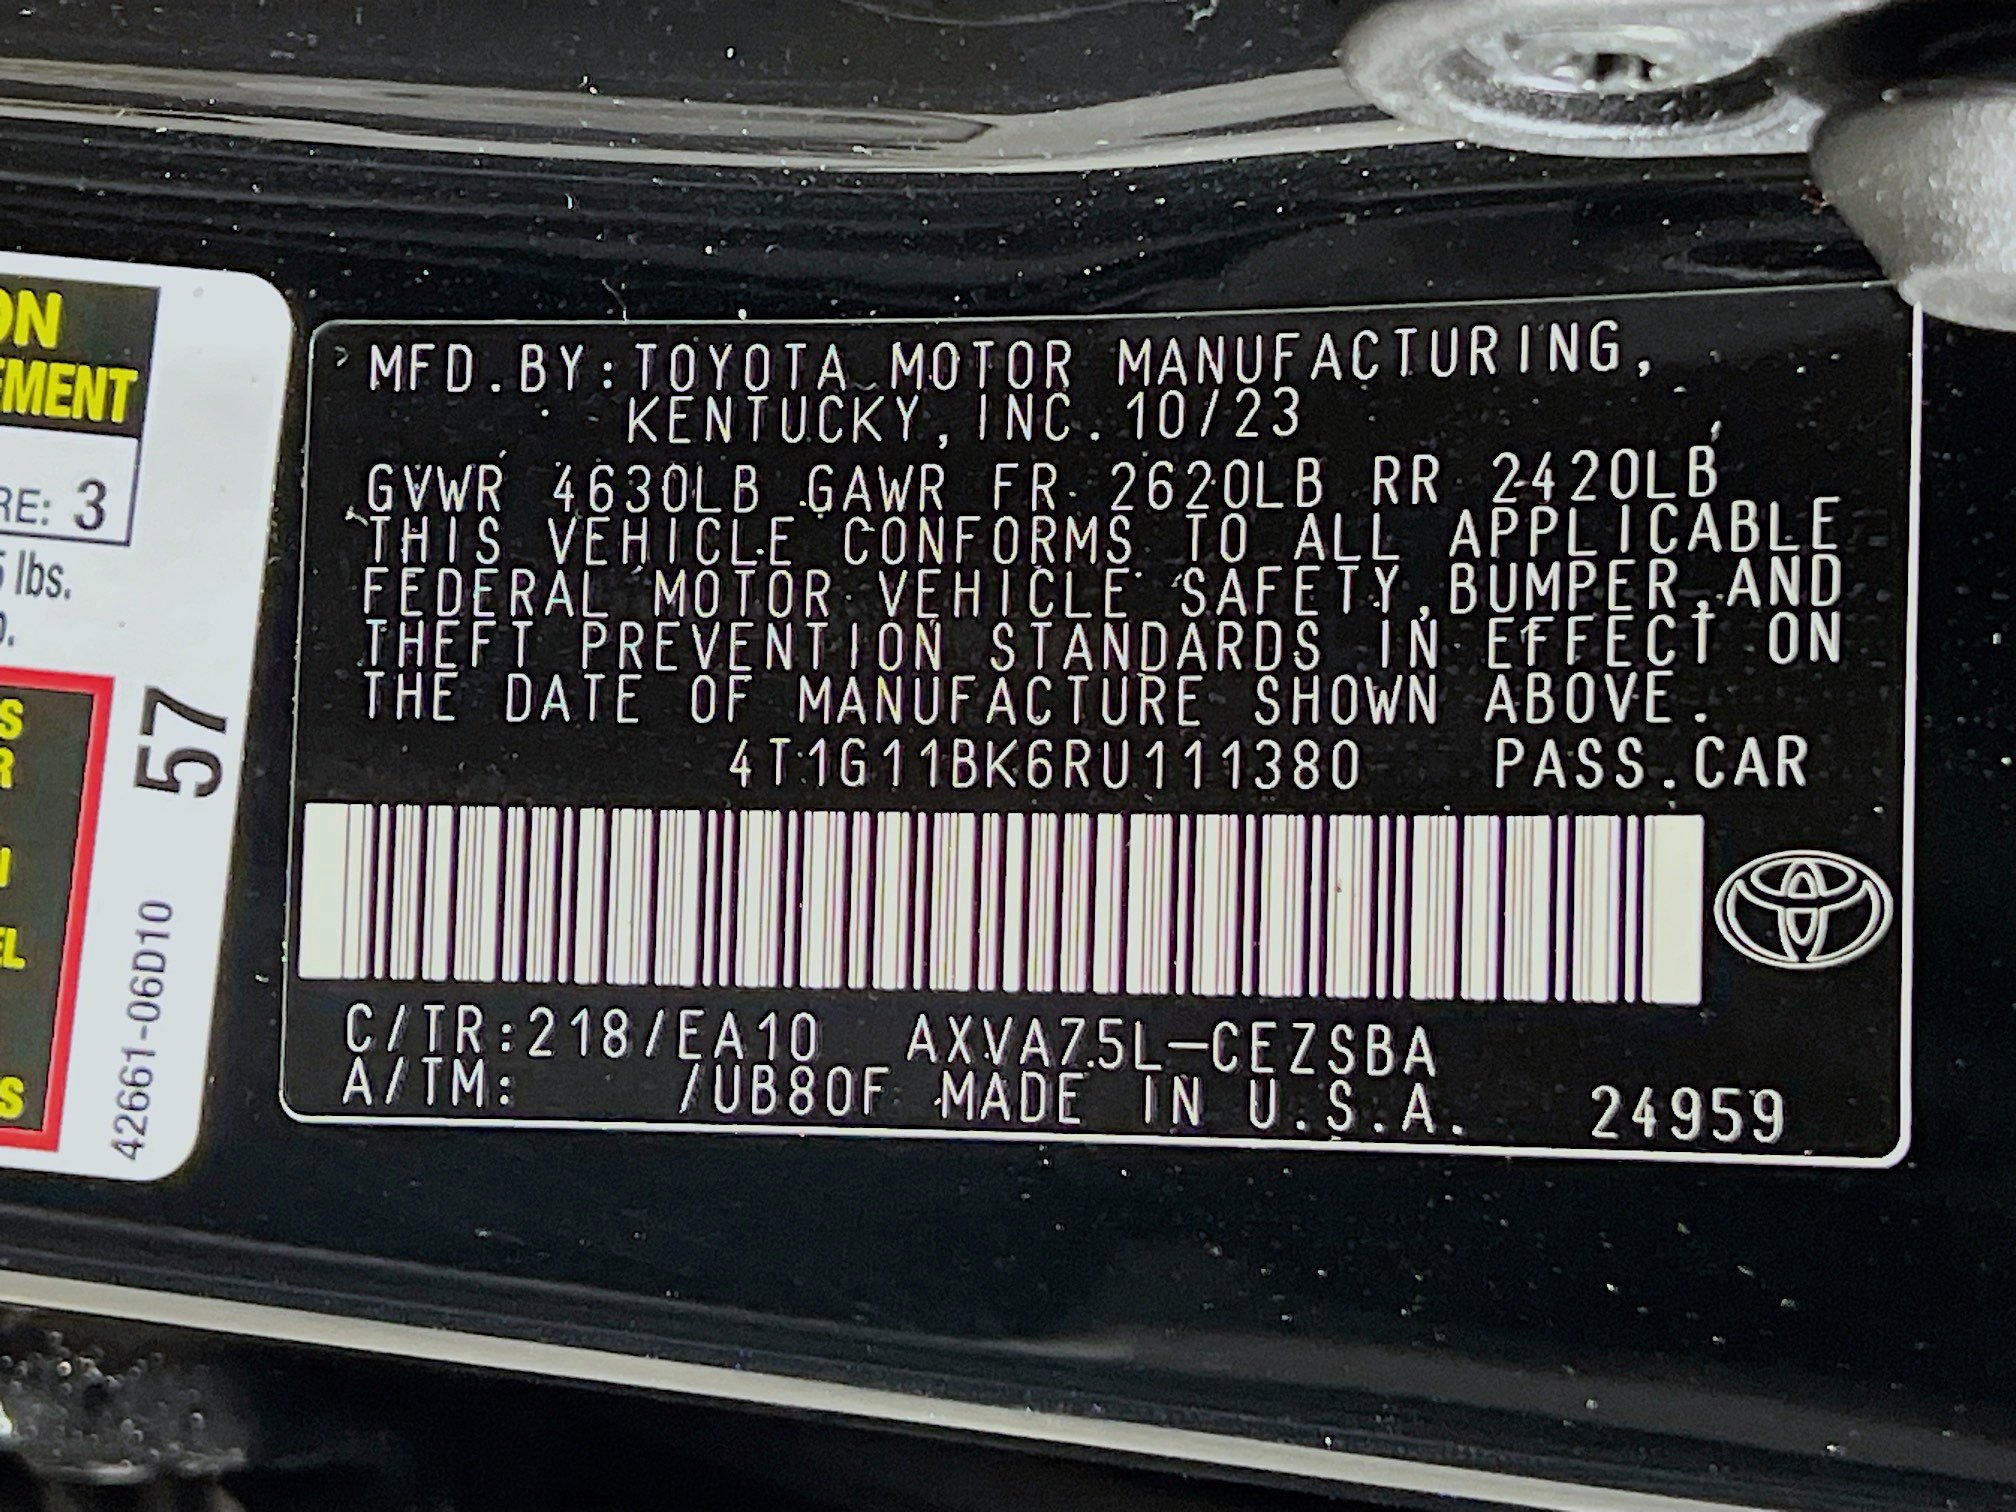 ON
EMENT
RE: 3
5 lbs.
57
42661-06D10
EL
MFD.BY:TOYOTA MOTOR MANUFACTURING,
KENTUCKY, INC. 10/23
GVWR 4630LB GAWR FR 2620LB RR 2420LB
THIS VEHICLE CONFORMS TO ALL APPLICABLE
FEDERAL MOTOR VEHICLE SAFETY,BUMPER,AND
THEFT PREVENTION STANDARDS IN EFFECT ON
THE DATE OF MANUFACTURE SHOWN ABOVE.
4T1G11BK6RU111380 PASS.CAR
C/TR:218/EA10 AXVA75L-CEZSBA
A/TM: /UB80F MADE IN U.S.A. 24959